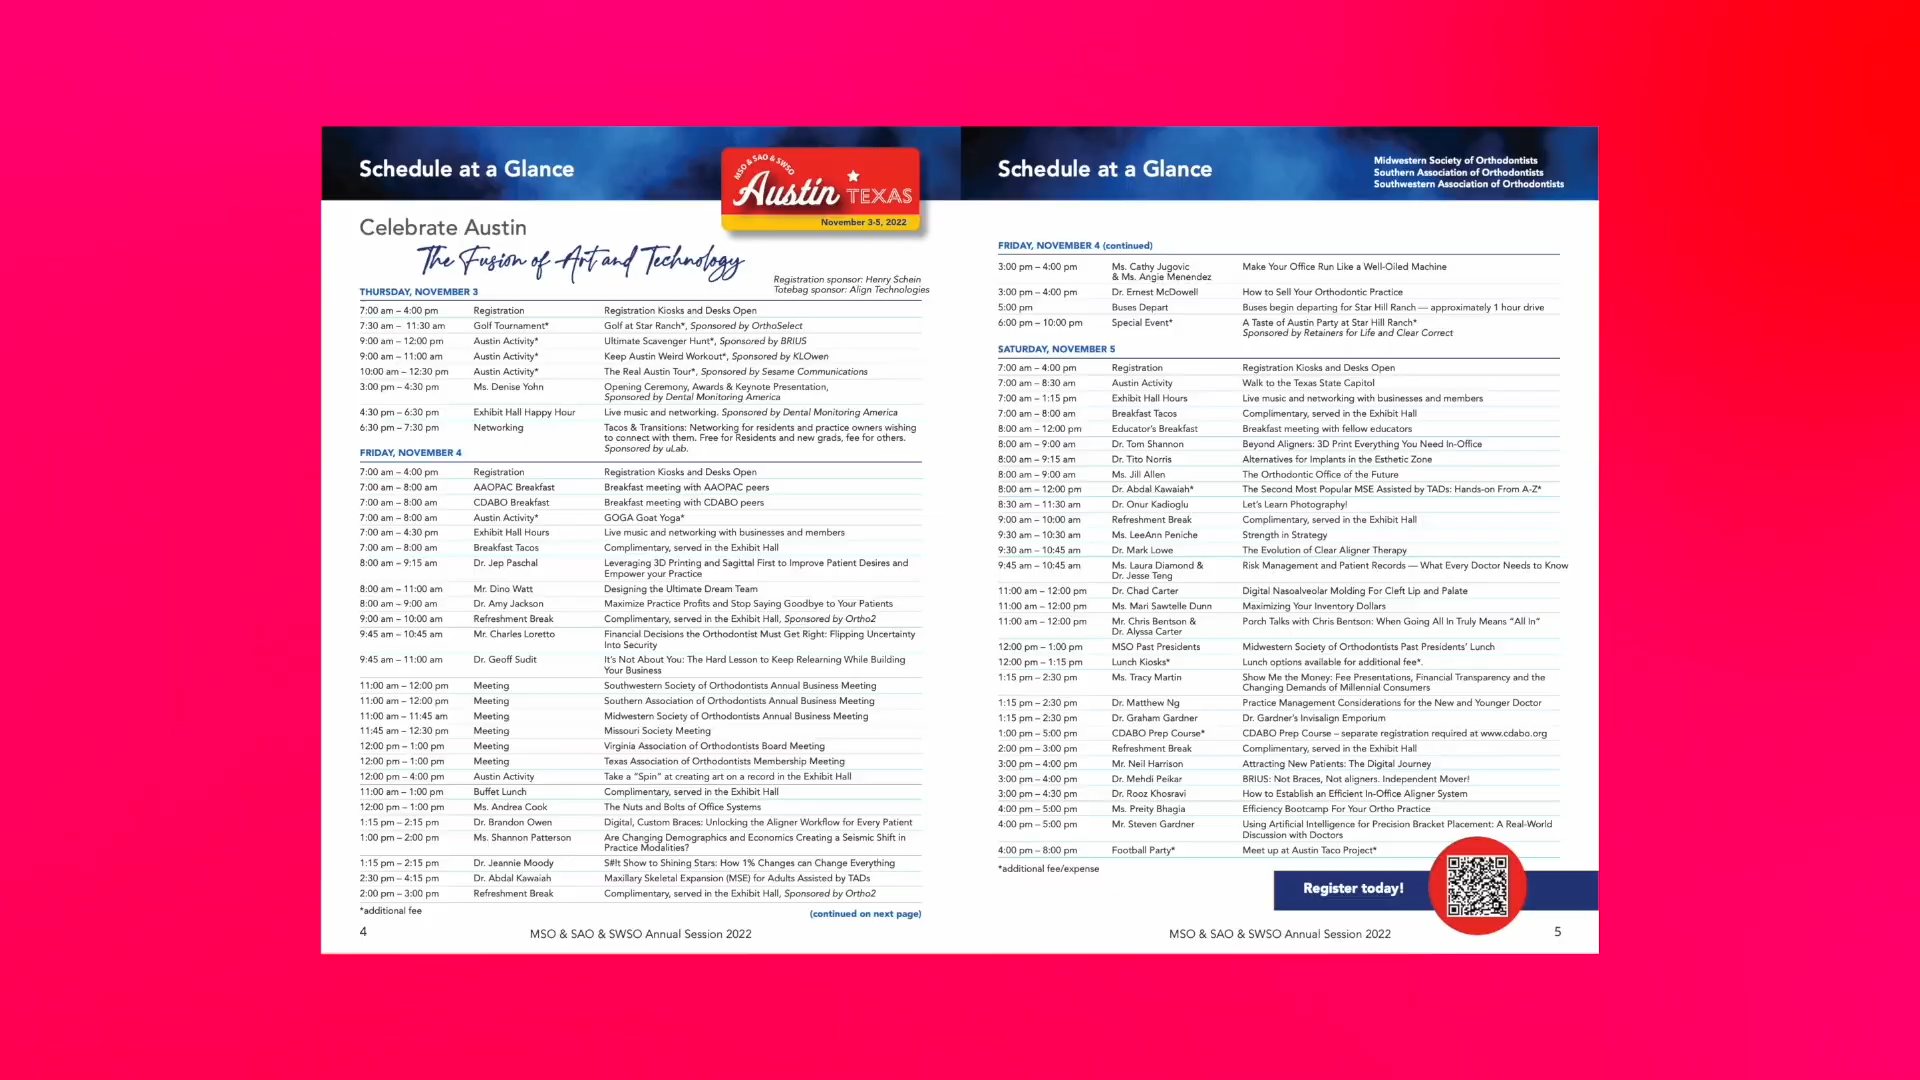 Schedule at a Glance
MSO & SAO & SWSO
Austin TEXAS
November 3-5, 2022
Celebrate Austin
The Fusion of Art and Technology
Registration sponsor: Henry Schein
Totebag sponsor: Align Technologies
THURSDAY, NOVEMBER 3
7:00 am – 4:00 pm Registration Registration Kiosks and Desks Open
7:30 am – 11:30 am Golf Tournament* Golf at Star Ranch*, Sponsored by OrthoSelect
9:00 am – 12:00 pm Austin Activity* Ultimate Scavenger Hunt*, Sponsored by BRIUS
9:00 am – 11:00 am Austin Activity* Keep Austin Weird Workout*, Sponsored by KLOwen
10:00 am – 12:30 pm Austin Activity* The Real Austin Tour*, Sponsored by Sesame Communications
3:00 pm – 4:30 pm Ms. Denise Yohn Opening Ceremony, Awards & Keynote Presentation,
Sponsored by Dental Monitoring America
4:30 pm – 6:30 pm Exhibit Hall Happy Hour Live music and networking. Sponsored by Dental Monitoring America
6:30 pm – 7:30 pm Networking Tacos & Transitions: Networking for residents and practice owners wishing
to connect with them. Free for Residents and new grads, fee for others.
Sponsored by uLab.
FRIDAY, NOVEMBER 4
7:00 am – 4:00 pm Registration Registration Kiosks and Desks Open
7:00 am – 8:00 am AAOPAC Breakfast Breakfast meeting with AAOPAC peers
7:00 am – 8:00 am CDABO Breakfast Breakfast meeting with CDABO peers
7:00 am – 8:00 am Austin Activity* GOGA Goat Yoga*
7:00 am – 4:30 pm Exhibit Hall Hours Live music and networking with businesses and members
7:00 am – 8:00 am Breakfast Tacos Complimentary, served in the Exhibit Hall
8:00 am – 9:15 am Dr. Jep Paschal Leveraging 3D Printing and Sagittal First to Improve Patient Desires and
Empower your Practice
8:00 am – 11:00 am Mr. Dino Watt Designing the Ultimate Dream Team
8:00 am – 9:00 am Dr. Amy Jackson Maximize Practice Profits and Stop Saying Goodbye to Your Patients
9:00 am – 10:00 am Refreshment Break Complimentary, served in the Exhibit Hall, Sponsored by Ortho2
9:45 am – 10:45 am Mr. Charles Loretto Financial Decisions the Orthodontist Must Get Right: Flipping Uncertainty
Into Security
9:45 am – 11:00 am Dr. Geoff Sudit It's Not About You: The Hard Lesson to Keep Relearning While Building
Your Business
11:00 am – 12:00 pm Meeting Southwestern Society of Orthodontists Annual Business Meeting
11:00 am – 12:00 pm Meeting Southern Association of Orthodontists Annual Business Meeting
11:00 am – 11:45 am Meeting Midwestern Society of Orthodontists Annual Business Meeting
11:45 am – 12:30 pm Meeting Missouri Society Meeting
12:00 pm – 1:00 pm Meeting Virginia Association of Orthodontists Board Meeting
12:00 pm – 1:00 pm Meeting Texas Association of Orthodontists Membership Meeting
12:00 pm – 4:00 pm Austin Activity Take a "Spin" at creating art on a record in the Exhibit Hall
11:00 am – 1:00 pm Buffet Lunch Complimentary, served in the Exhibit Hall
12:00 pm – 1:00 pm Ms. Andrea Cook The Nuts and Bolts of Office Systems
1:15 pm – 2:15 pm Dr. Brandon Owen Digital, Custom Braces: Unlocking the Aligner Workflow for Every Patient
1:00 pm – 2:00 pm Ms. Shannon Patterson Are Changing Demographics and Economics Creating a Seismic Shift in
Practice Modalities?
1:15 pm – 2:15 pm Dr. Jeannie Moody S#!t Show to Shining Stars: How 1% Changes can Change Everything
2:30 pm – 4:15 pm Dr. Abdal Kawaiah Maxillary Skeletal Expansion (MSE) for Adults Assisted by TADs
2:00 pm – 3:00 pm Refreshment Break Complimentary, served in the Exhibit Hall, Sponsored by Ortho2
*additional fee
(continued on next page)
4 MSO & SAO & SWSO Annual Session 2022
Schedule at a Glance
Midwestern Society of Orthodontists
Southern Association of Orthodontists
Southwestern Association of Orthodontists
FRIDAY, NOVEMBER 4 (continued)
3:00 pm – 4:00 pm Ms. Cathy Jugovic Make Your Office Run Like a Well-Oiled Machine
& Ms. Angie Menendez
3:00 pm – 4:00 pm Dr. Ernest McDowell How to Sell Your Orthodontic Practice
5:00 pm Buses Depart Buses begin departing for Star Hill Ranch — approximately 1 hour drive
6:00 pm – 10:00 pm Special Event* A Taste of Austin Party at Star Hill Ranch*
Sponsored by Retainers for Life and Clear Correct
SATURDAY, NOVEMBER 5
7:00 am – 4:00 pm Registration Registration Kiosks and Desks Open
7:00 am – 8:30 am Austin Activity Walk to the Texas State Capitol
7:00 am – 1:15 pm Exhibit Hall Hours Live music and networking with businesses and members
7:00 am – 8:00 am Breakfast Tacos Complimentary, served in the Exhibit Hall
8:00 am – 12:00 pm Educator's Breakfast Breakfast meeting with fellow educators
8:00 am – 9:00 am Dr. Tom Shannon Beyond Aligners: 3D Print Everything You Need In-Office
8:00 am – 9:15 am Dr. Tito Norris Alternatives for Implants in the Esthetic Zone
8:00 am – 9:00 am Ms. Jill Allen The Orthodontic Office of the Future
8:00 am – 12:00 pm Dr. Abdal Kawaiah* The Second Most Popular MSE Assisted by TADs: Hands-on From A-Z*
8:30 am – 11:30 am Dr. Onur Kadioglu Let's Learn Photography!
9:00 am – 10:00 am Refreshment Break Complimentary, served in the Exhibit Hall
9:30 am – 10:30 am Ms. LeeAnn Peniche Strength in Strategy
9:30 am – 10:45 am Dr. Mark Lowe The Evolution of Clear Aligner Therapy
9:45 am – 10:45 am Ms. Laura Diamond & Risk Management and Patient Records — What Every Doctor Needs to Know
Dr. Jesse Teng
11:00 am – 12:00 pm Dr. Chad Carter Digital Nasoalveolar Molding For Cleft Lip and Palate
11:00 am – 12:00 pm Ms. Mari Sawtelle Dunn Maximizing Your Inventory Dollars
11:00 am – 12:00 pm Mr. Chris Bentson & Porch Talks with Chris Bentson: When Going All In Truly Means "All In"
Dr. Alyssa Carter
12:00 pm – 1:00 pm MSO Past Presidents Midwestern Society of Orthodontists Past Presidents' Lunch
12:00 pm – 1:15 pm Lunch Kiosks* Lunch options available for additional fee*.
1:15 pm – 2:30 pm Ms. Tracy Martin Show Me the Money: Fee Presentations, Financial Transparency and the
Changing Demands of Millennial Consumers
1:15 pm – 2:30 pm Dr. Matthew Ng Practice Management Considerations for the New and Younger Doctor
1:15 pm – 2:30 pm Dr. Graham Gardner Dr. Gardner's Invisalign Emporium
1:00 pm – 5:00 pm CDABO Prep Course* CDABO Prep Course – separate registration required at www.cdabo.org
2:00 pm – 3:00 pm Refreshment Break Complimentary, served in the Exhibit Hall
3:00 pm – 4:00 pm Mr. Neil Harrison Attracting New Patients: The Digital Journey
3:00 pm – 4:00 pm Dr. Mehdi Peikar BRIUS: Not Braces, Not aligners. Independent Mover!
3:00 pm – 4:30 pm Dr. Rooz Khosravi How to Establish an Efficient In-Office Aligner System
4:00 pm – 5:00 pm Ms. Preity Bhagia Efficiency Bootcamp For Your Ortho Practice
4:00 pm – 5:00 pm Mr. Steven Gardner Using Artificial Intelligence for Precision Bracket Placement: A Real-World
Discussion with Doctors
4:00 pm – 8:00 pm Football Party* Meet up at Austin Taco Project*
*additional fee/expense
Register today!
MSO & SAO & SWSO Annual Session 2022 5